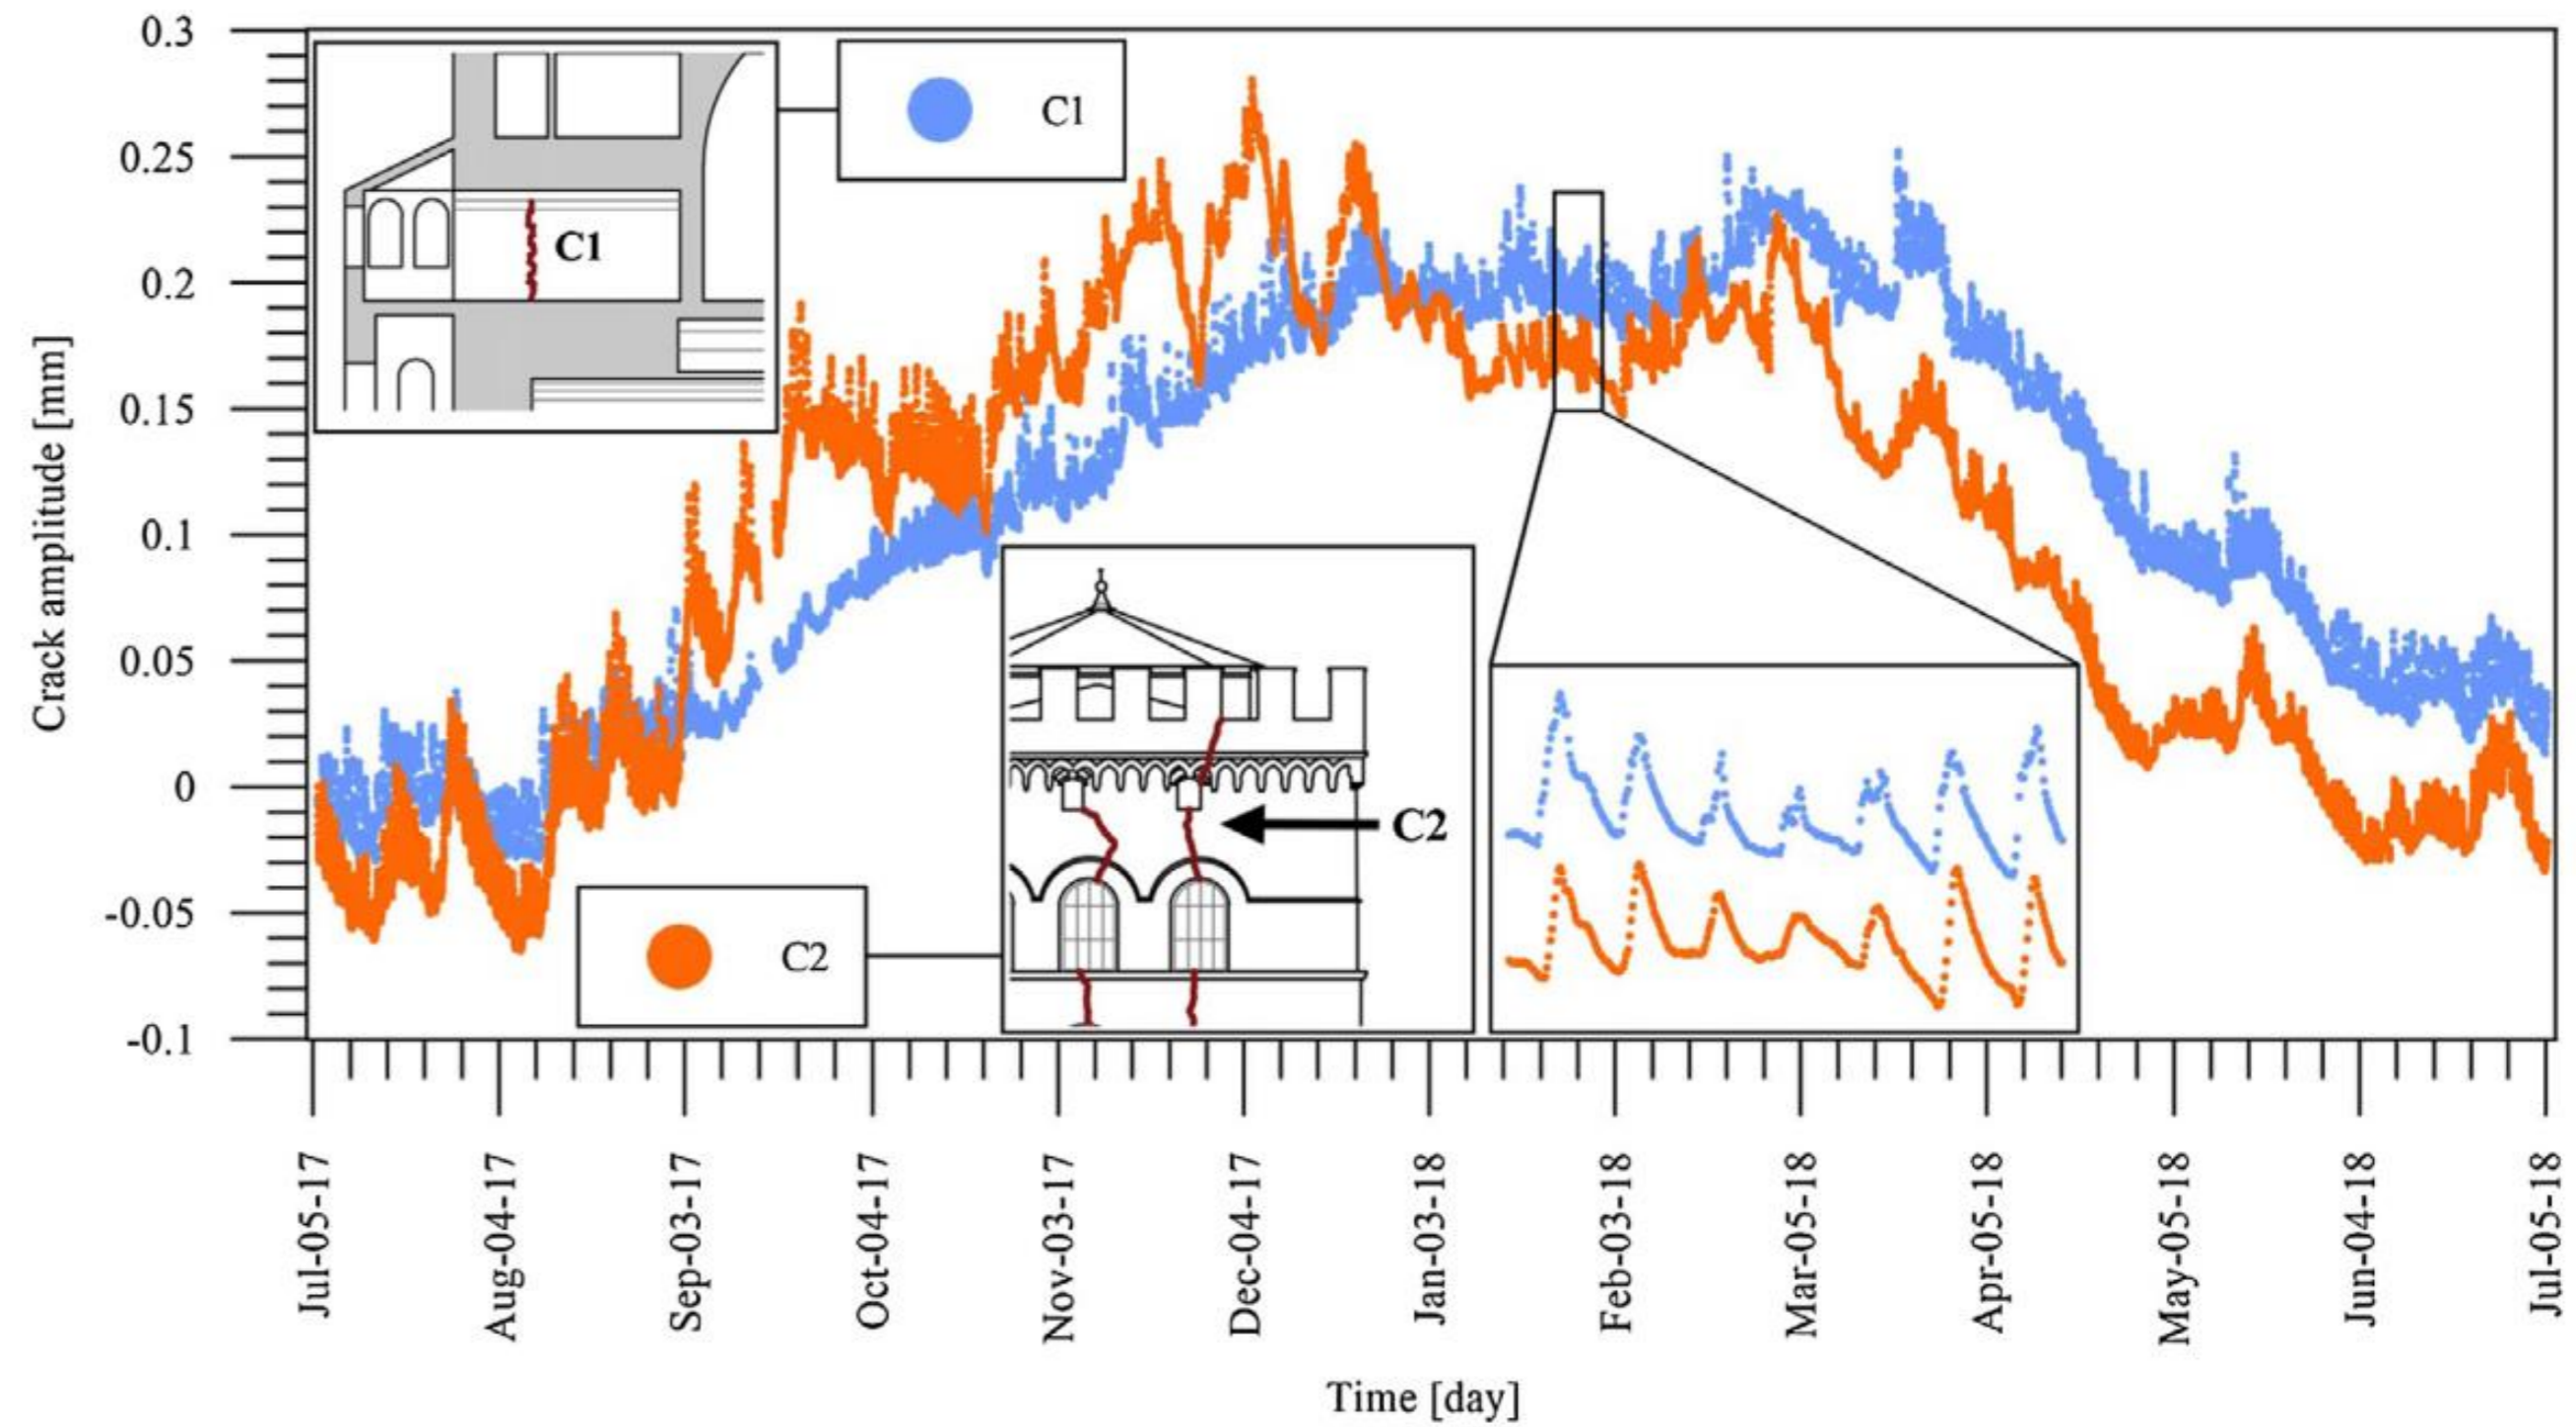 0.3
0.25
0.2
0.15
0.1
0.05
0
-0.05
-0.1
Crack amplitude [mm]
C1
C1
C2
C2
Jul-05-17
Aug-04-17
Sep-03-17
Oct-04-17
Nov-03-17
Dec-04-17
Jan-03-18
Feb-03-18
Mar-05-18
Apr-05-18
May-05-18
Jun-04-18
Jul-05-18
Time [day]